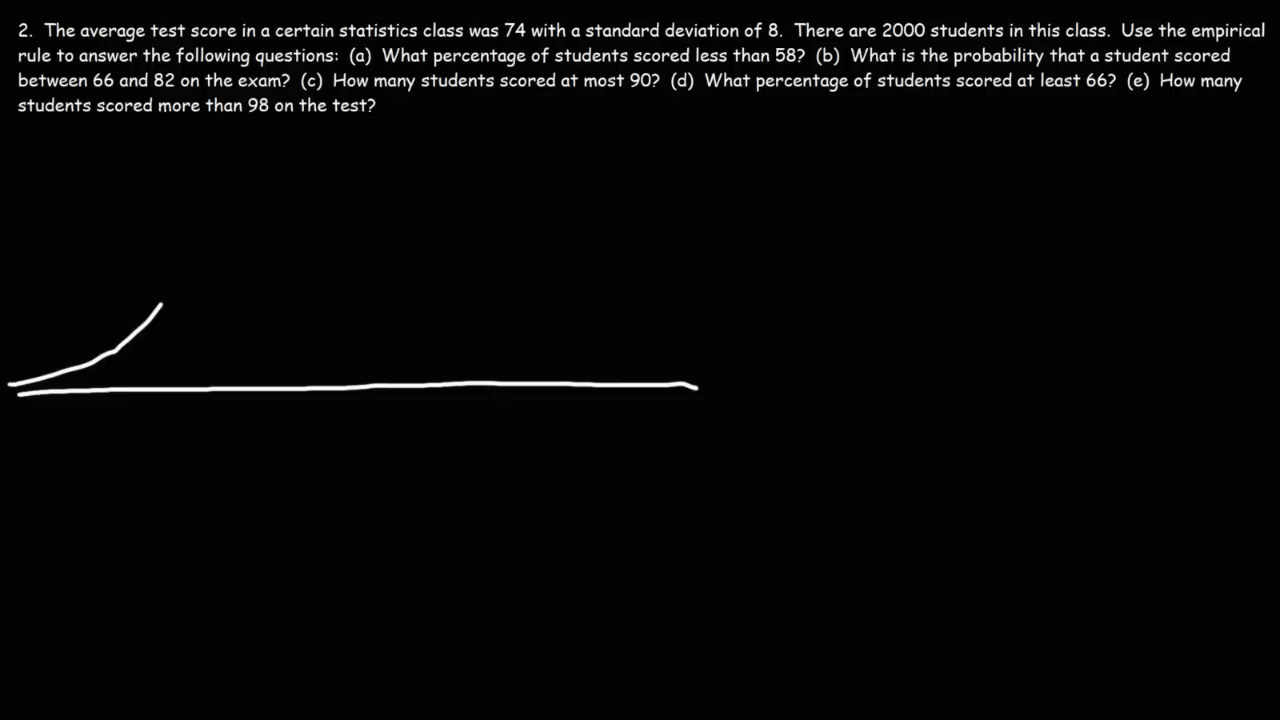 2. The average test score in a certain statistics class was 74 with a standard deviation of 8. There are 2000 students in this class. Use the empirical
rule to answer the following questions: (a) What percentage of students scored less than 58? (b) What is the probability that a student scored
between 66 and 82 on the exam? (c) How many students scored at most 90? (d) What percentage of students scored at least 66? (e) How many
students scored more than 98 on the test?